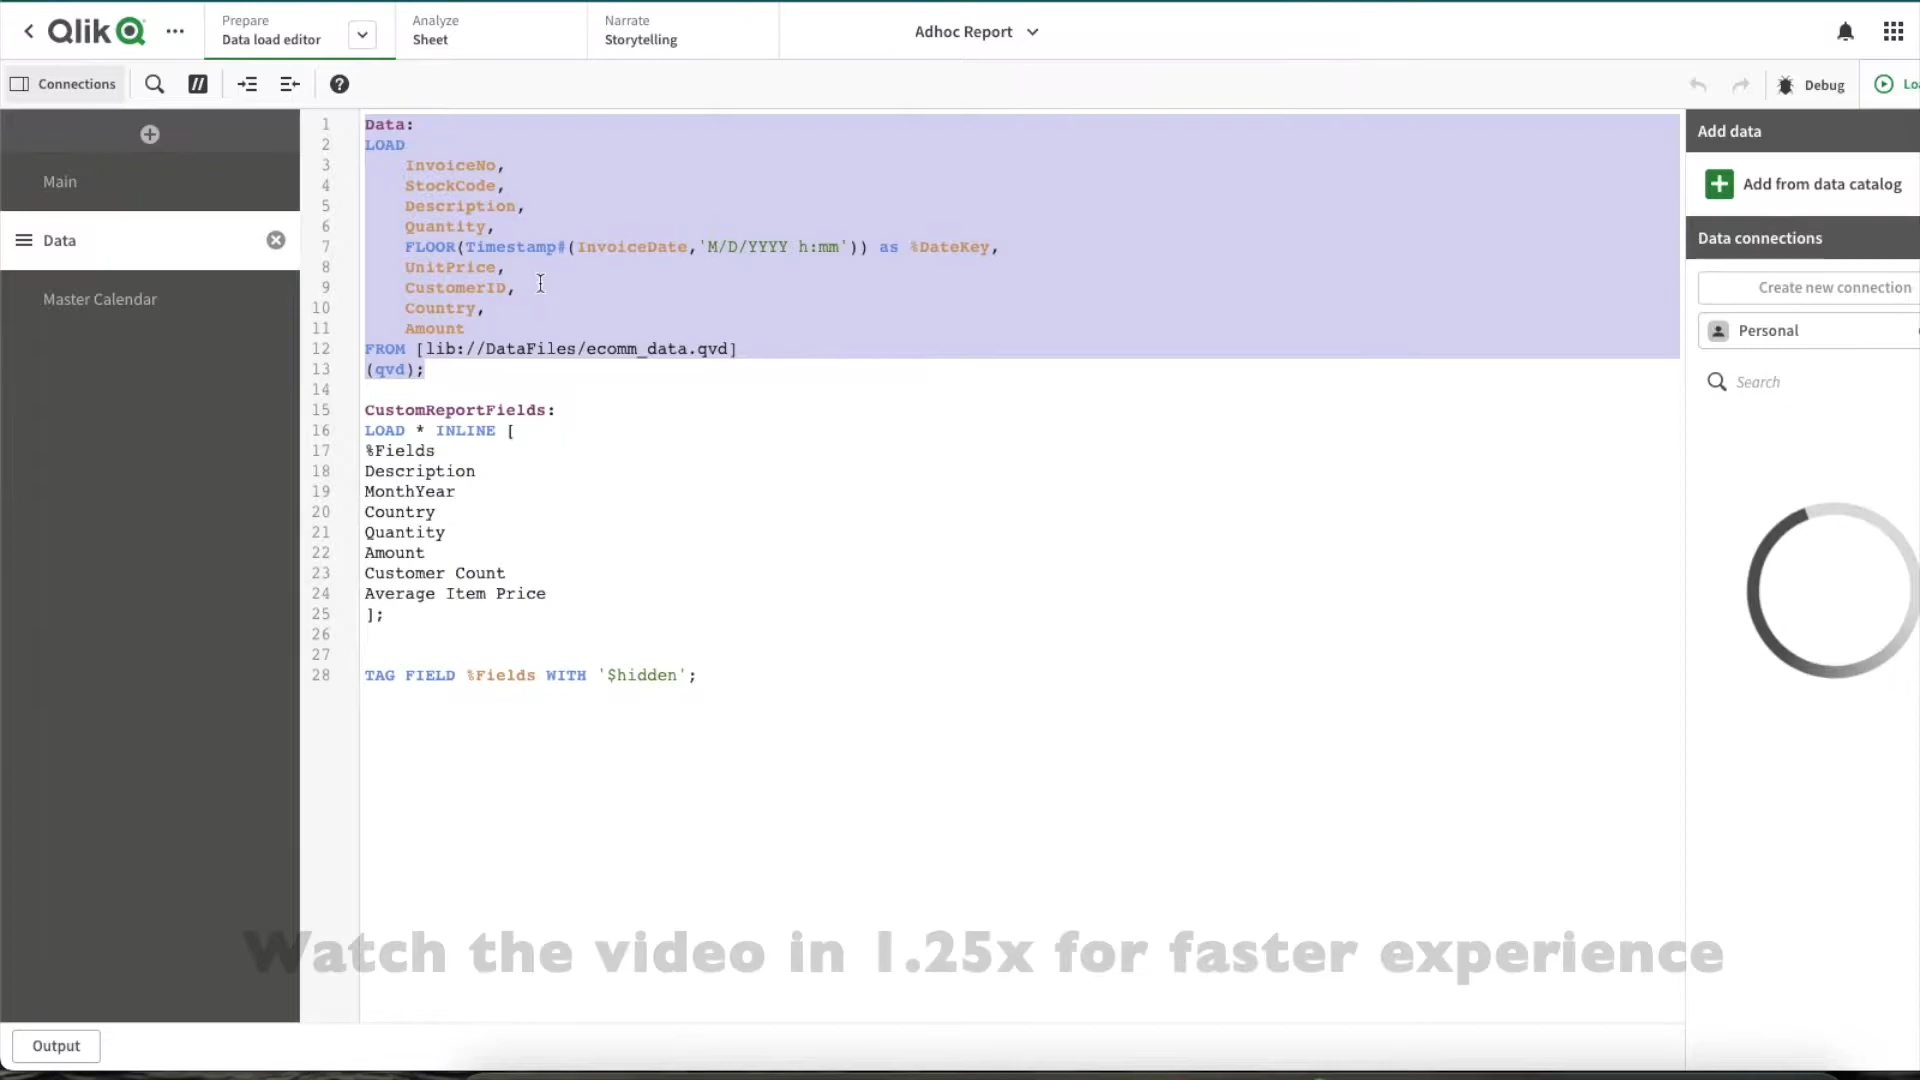 Qlik
Prepare
Data load editor
Analyze
Sheet
Narrate
Storytelling
Adhoc Report
Connections
//
?
Debug
Lo
Main
Data
Master Calendar
1 Data:
2 LOAD
3 InvoiceNo,
4 StockCode,
5 Description,
6 Quantity,
7 FLOOR(Timestamp#(InvoiceDate,'M/D/YYYY h:mm')) as %DateKey,
8 UnitPrice,
9 CustomerID,
10 Country,
11 Amount
12 FROM [lib://DataFiles/ecomm_data.qvd]
13 (qvd);
14
15 CustomReportFields:
16 LOAD * INLINE [
17 %Fields
18 Description
19 MonthYear
20 Country
21 Quantity
22 Amount
23 Customer Count
24 Average Item Price
25 ];
26
27
28 TAG FIELD %Fields WITH '$hidden';
Add data
Add from data catalog
Data connections
Create new connection
Personal
Search
Watch the video in 1.25x for faster experience
Output